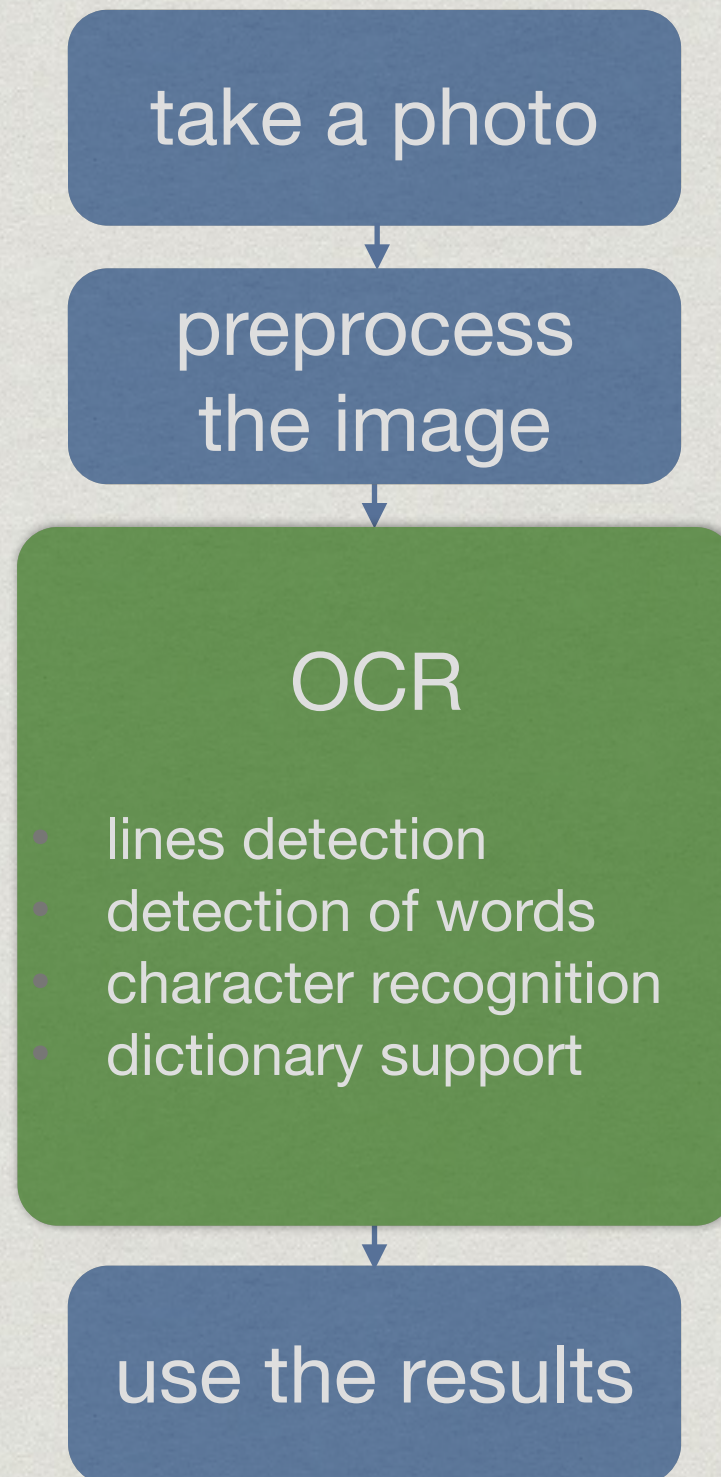 take a photo
preprocess
the image
OCR
• lines detection
• detection of words
• character recognition
• dictionary support
use the results